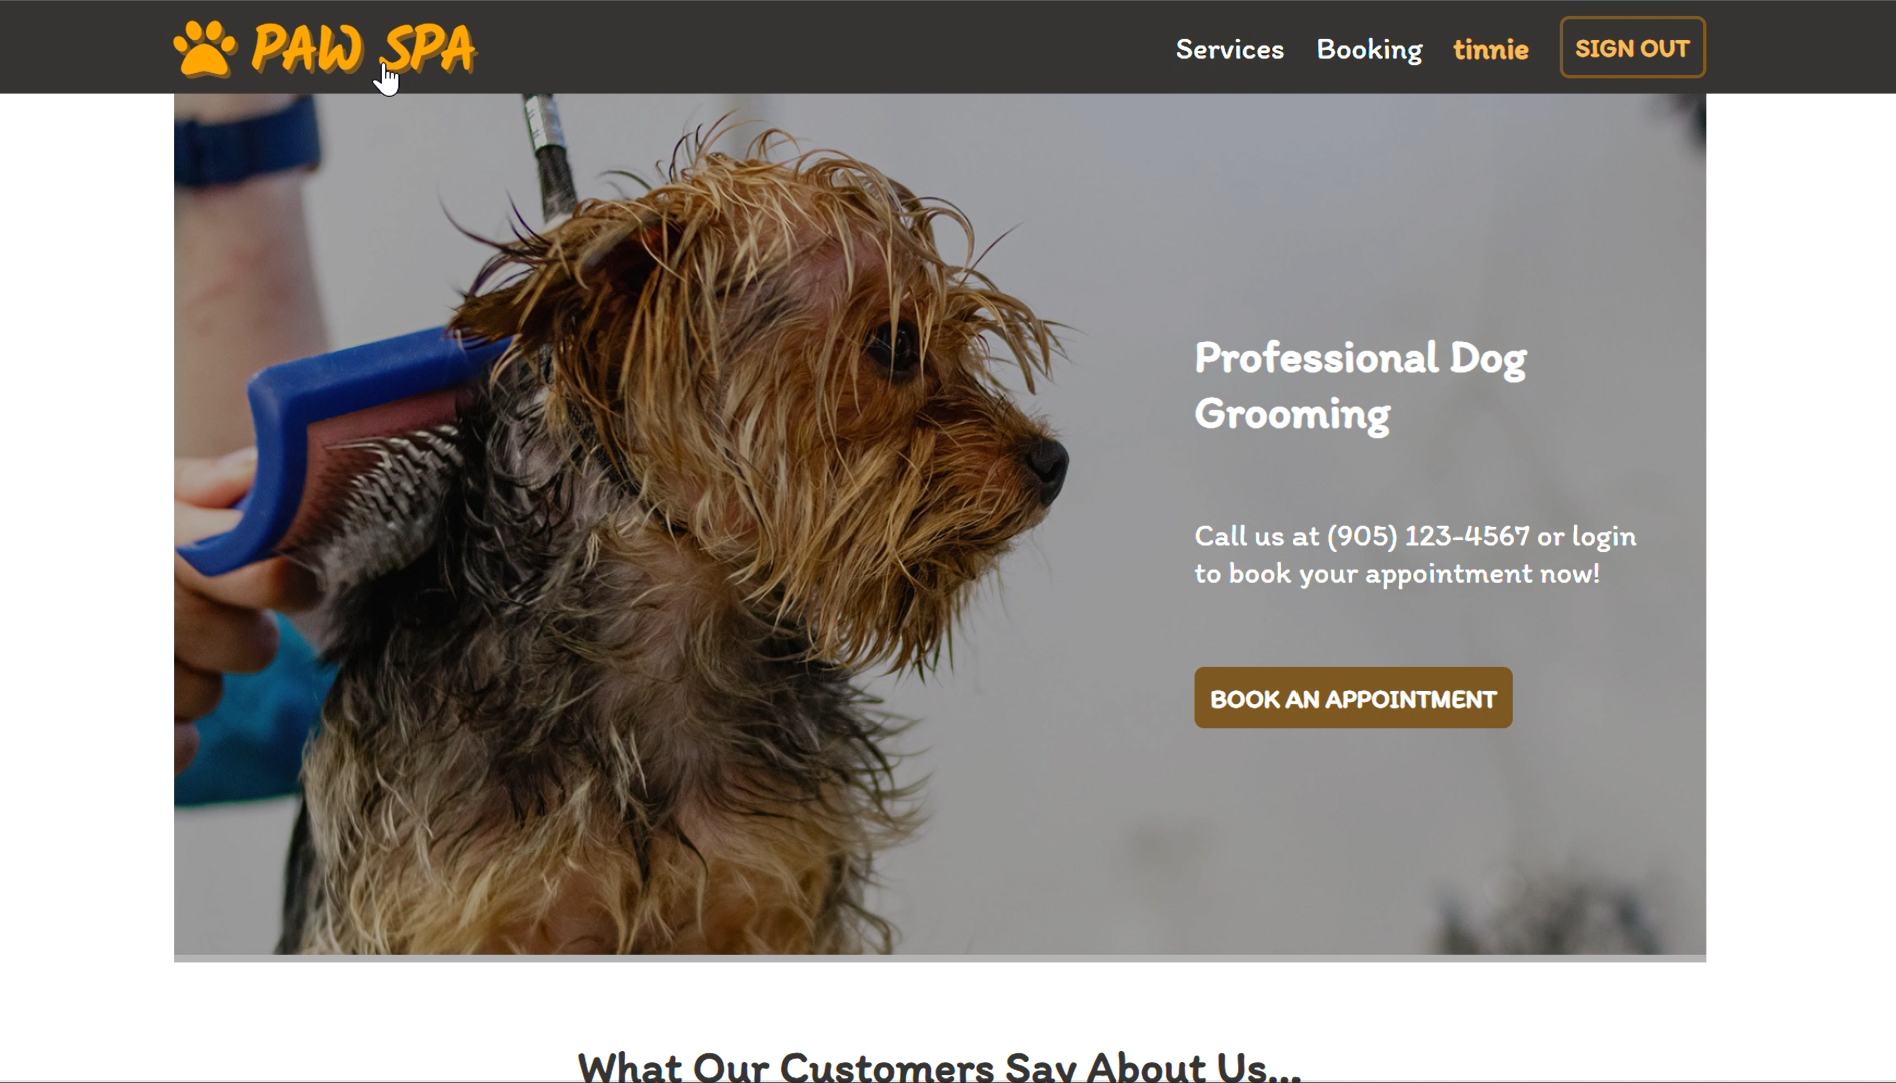 PAW SPA
Services Booking tinnie SIGN OUT
Professional Dog
Grooming
Call us at (905) 123-4567 or login
to book your appointment now!
BOOK AN APPOINTMENT
What Our Customers Say About Us...